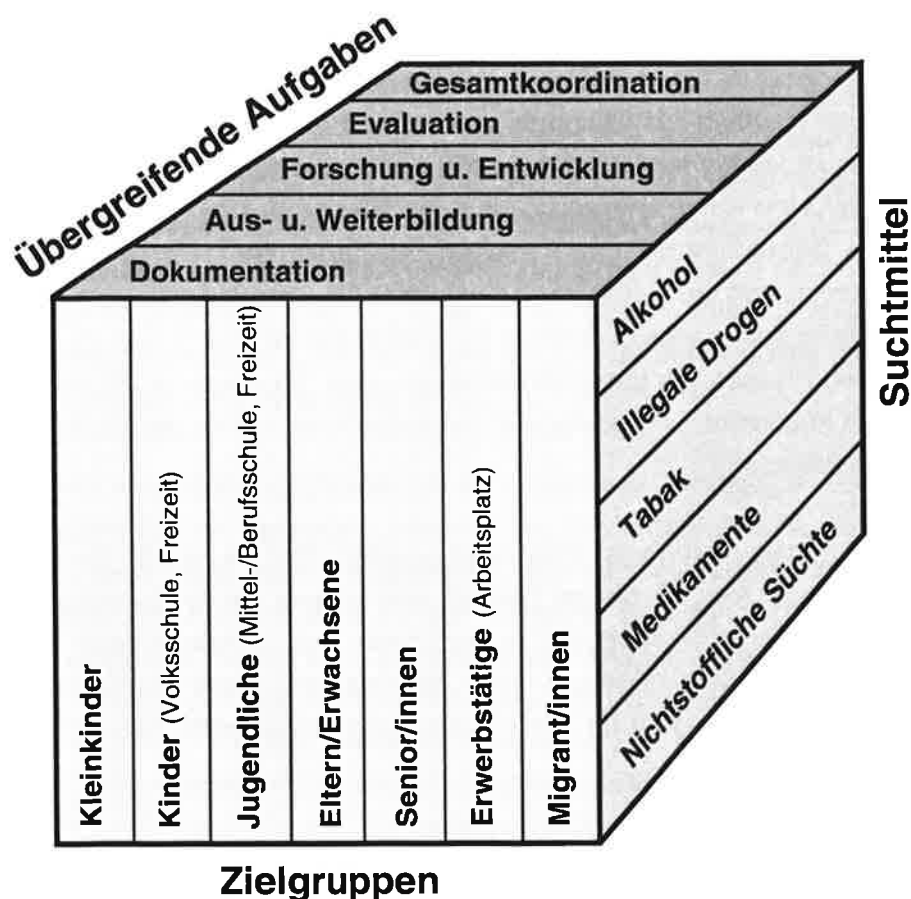 Übergreifende Aufgaben
Gesamtkoordination
Evaluation
Forschung u. Entwicklung
Aus- u. Weiterbildung
Dokumentation
Kleinkinder
Kinder (Volksschule, Freizeit)
Jugendliche (Mittel-/Berufsschule, Freizeit)
Eltern/Erwachsene
Senior/innen
Erwerbstätige (Arbeitsplatz)
Migrant/innen
Zielgruppen
Alkohol
Illegale Drogen
Tabak
Medikamente
Nichtstoffliche Süchte
Suchtmittel